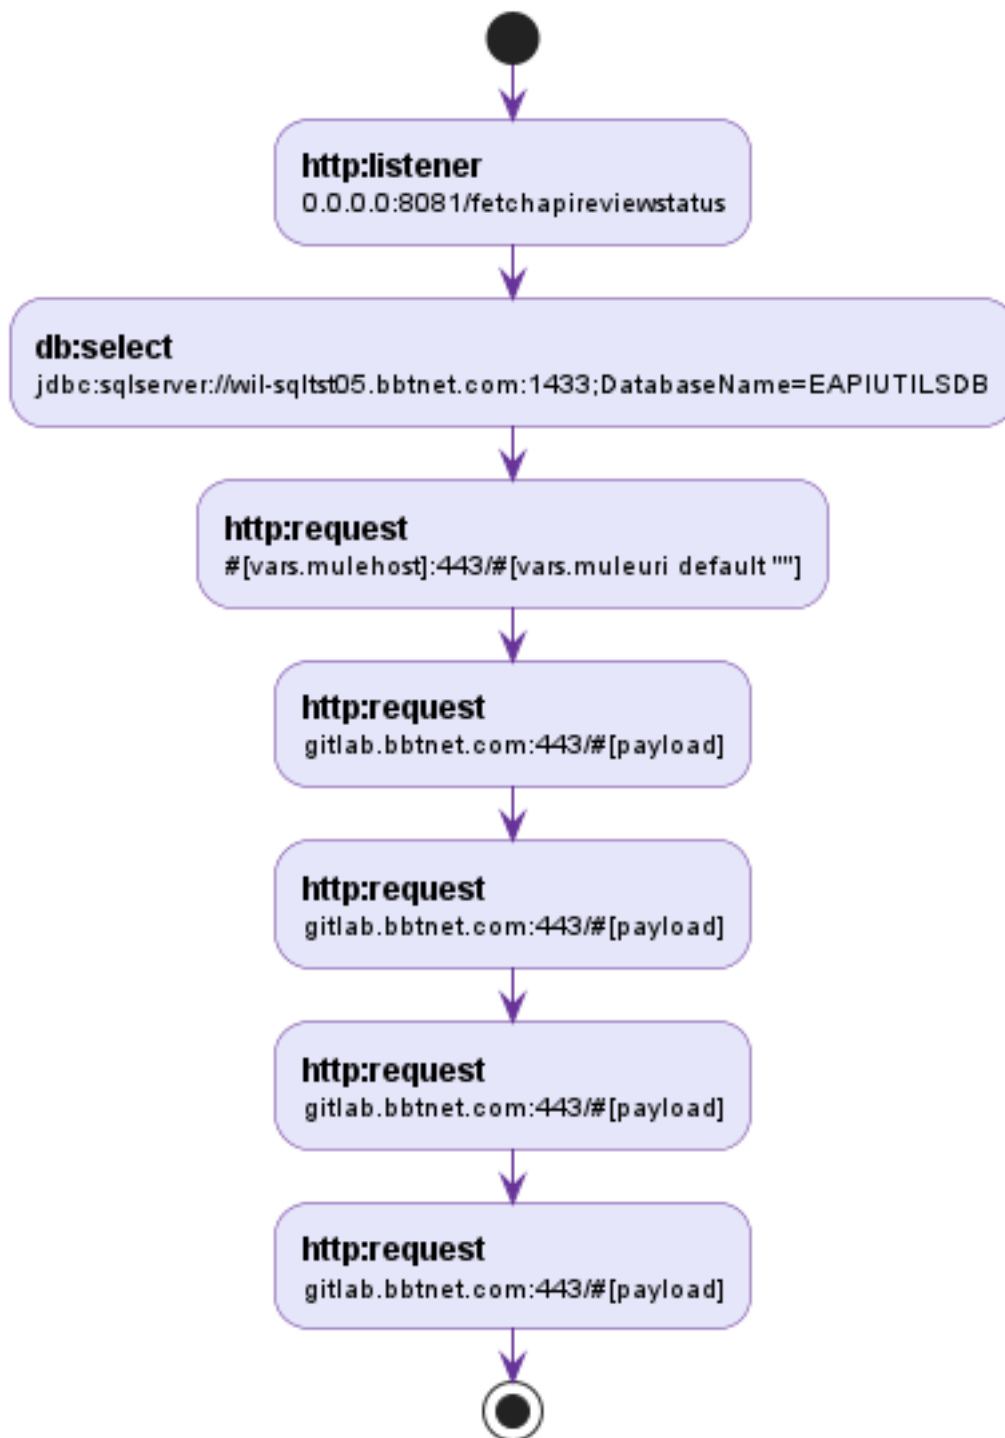 http:listener
0.0.0.0:8081/fetchapireviewstatus
db:select
jdbc:sqlserver://wil-sqltst05.bbtnet.com:1433;DatabaseName=EAPIUTILSDB
http:request
#[vars.mulehost]:443/#[vars.muleuri default ""]
http:request
gitlab.bbtnet.com:443/#[payload]
http:request
gitlab.bbtnet.com:443/#[payload]
http:request
gitlab.bbtnet.com:443/#[payload]
http:request
gitlab.bbtnet.com:443/#[payload]